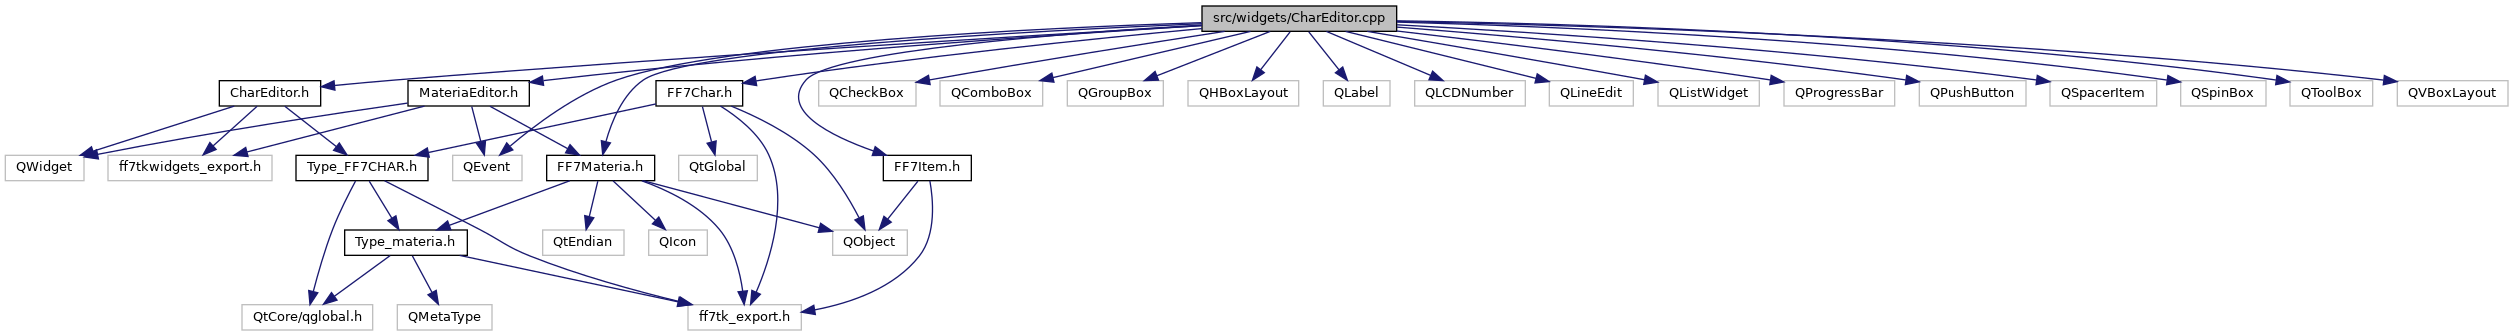 src/widgets/CharEditor.cpp
CharEditor.h
MateriaEditor.h
FF7Char.h
QCheckBox
QComboBox
QGroupBox
QHBoxLayout
QLabel
QLCDNumber
QLineEdit
QListWidget
QProgressBar
QPushButton
QSpacerItem
QSpinBox
QToolBox
QVBoxLayout
QWidget
ff7tkwidgets_export.h
Type_FF7CHAR.h
QEvent
FF7Materia.h
QtGlobal
FF7Item.h
Type_materia.h
QtEndian
QIcon
QObject
QtCore/qglobal.h
QMetaType
ff7tk_export.h